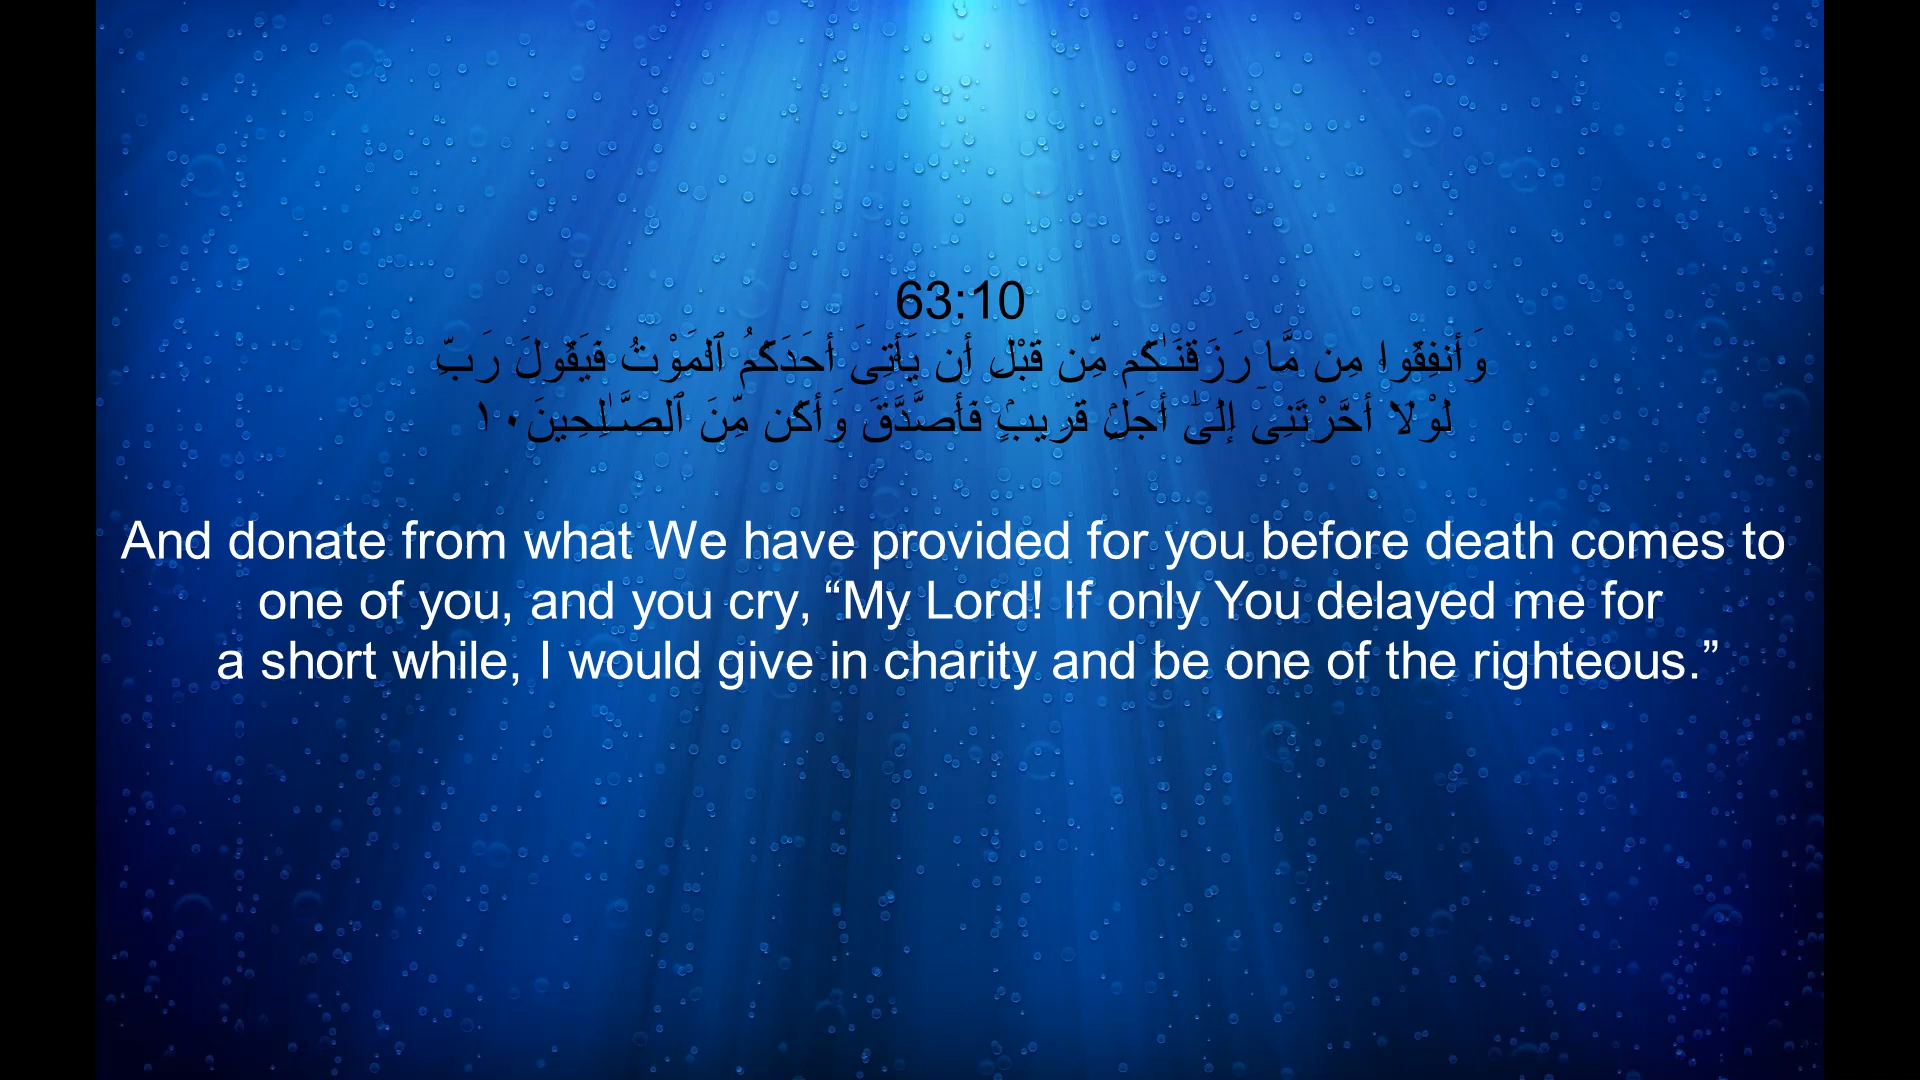 63:10
وَأَنفِقُوا۟ مِن مَّا رَزَقْنَـٰكُم مِّن قَبْلِ أَن يَأْتِىَ أَحَدَكُمُ ٱلْمَوْتُ فَيَقُولَ رَبِّ
لَوْلَآ أَخَّرْتَنِىٓ إِلَىٰٓ أَجَلٍۢ قَرِيبٍۢ فَأَصَّدَّقَ وَأَكُن مِّنَ ٱلصَّـٰلِحِينَ ١٠
And donate from what We have provided for you before death comes to
one of you, and you cry, “My Lord! If only You delayed me for
a short while, I would give in charity and be one of the righteous.”